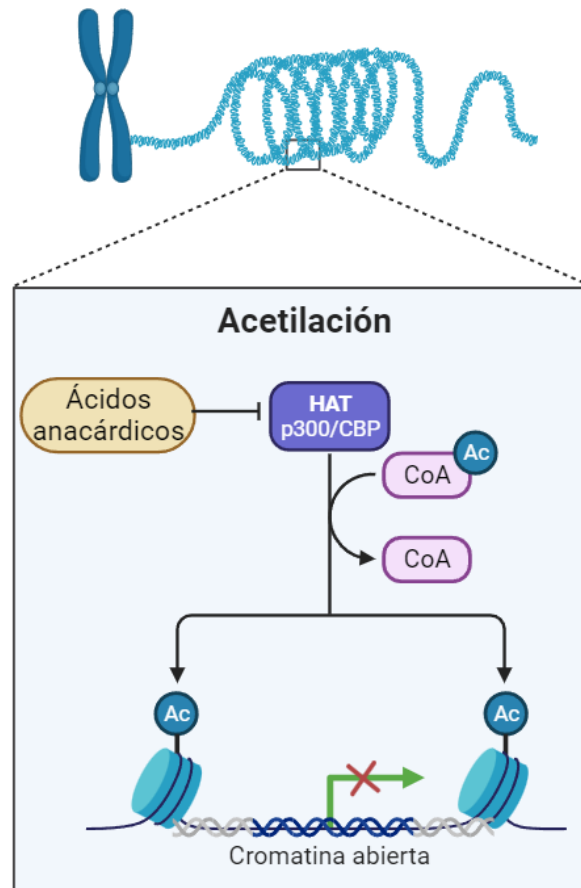 Acetilación
Ácidos
anacárdicos
HAT
p300/CBP
Ac
CoA
CoA
Ac
Ac
Cromatina abierta